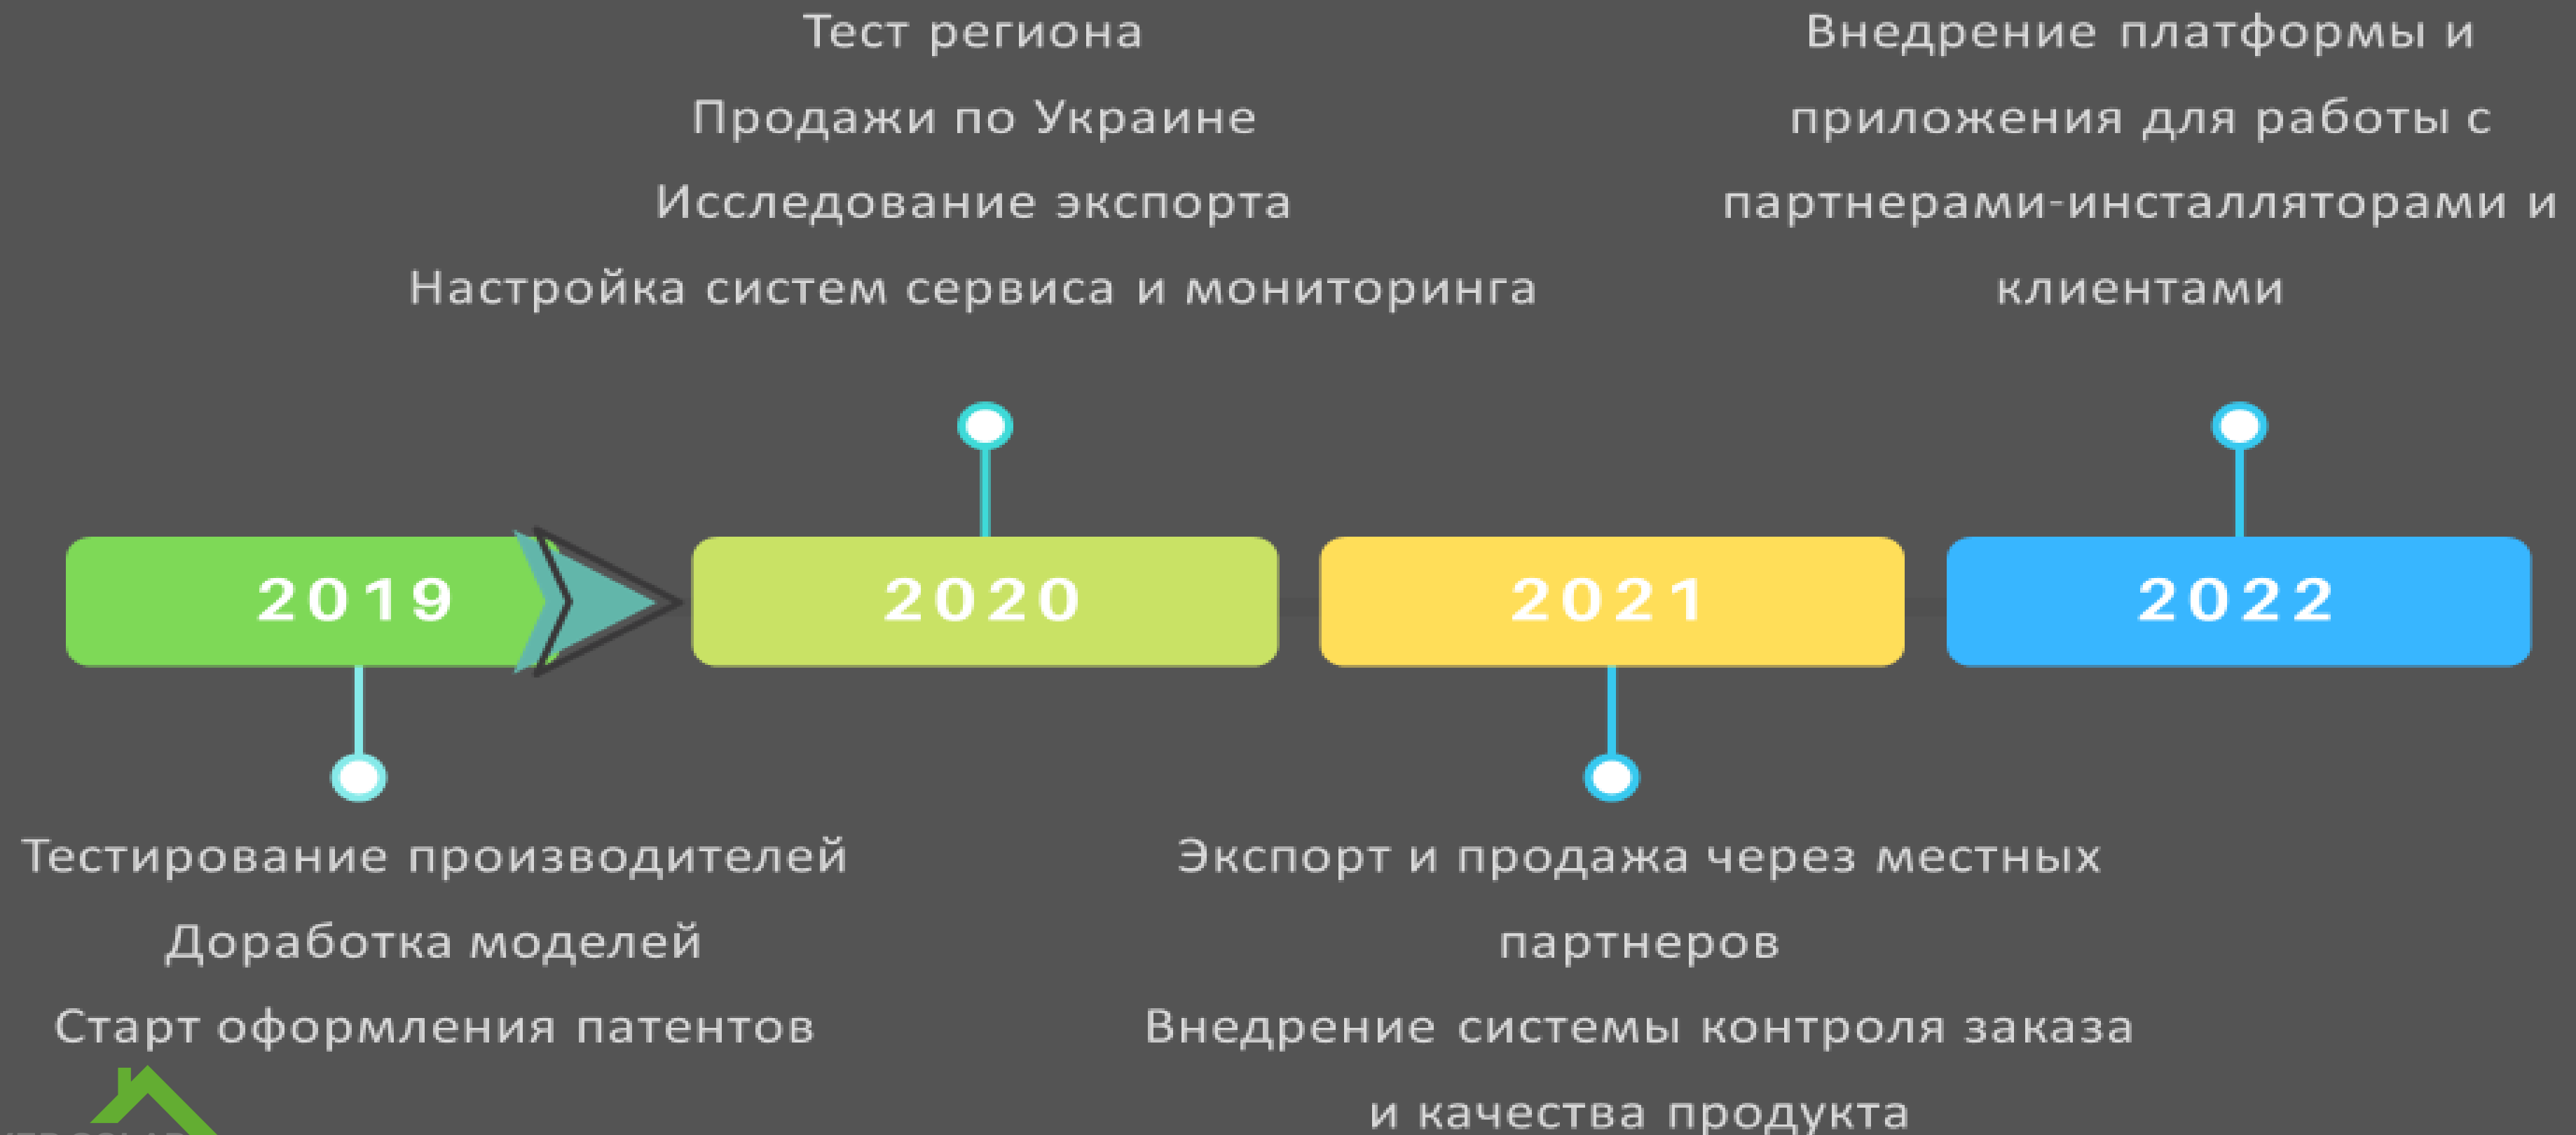 Тест региона
Продажи по Украине
Исследование экспорта
Настройка систем сервиса и мониторинга
Внедрение платформы и
приложения для работы с
партнерами-инсталляторами и
клиентами
2019
2020
2021
2022
Тестирование производителей
Доработка моделей
Старт оформления патентов
Экспорт и продажа через местных
партнеров
Внедрение системы контроля заказа
и качества продукта